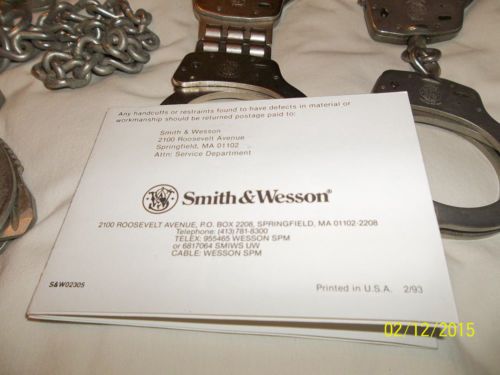 Any handcuffs or restraints found to have defects in material or
workmanship should be returned postage paid to:
Smith & Wesson
2100 Roosevelt Avenue
Springfield, MA 01102
Attn: Service Department
Smith & Wesson®
2100 ROOSEVELT AVENUE, P.O. BOX 2208, SPRINGFIELD, MA 01102-2208
Telephone: (413)781-8300
TELEX: 955465 WESSON SPM
or 6817064 SMIWS UW
CABLE: WESSON SPM
S&W02305
Printed in U.S.A. 2/93
02/12/2015